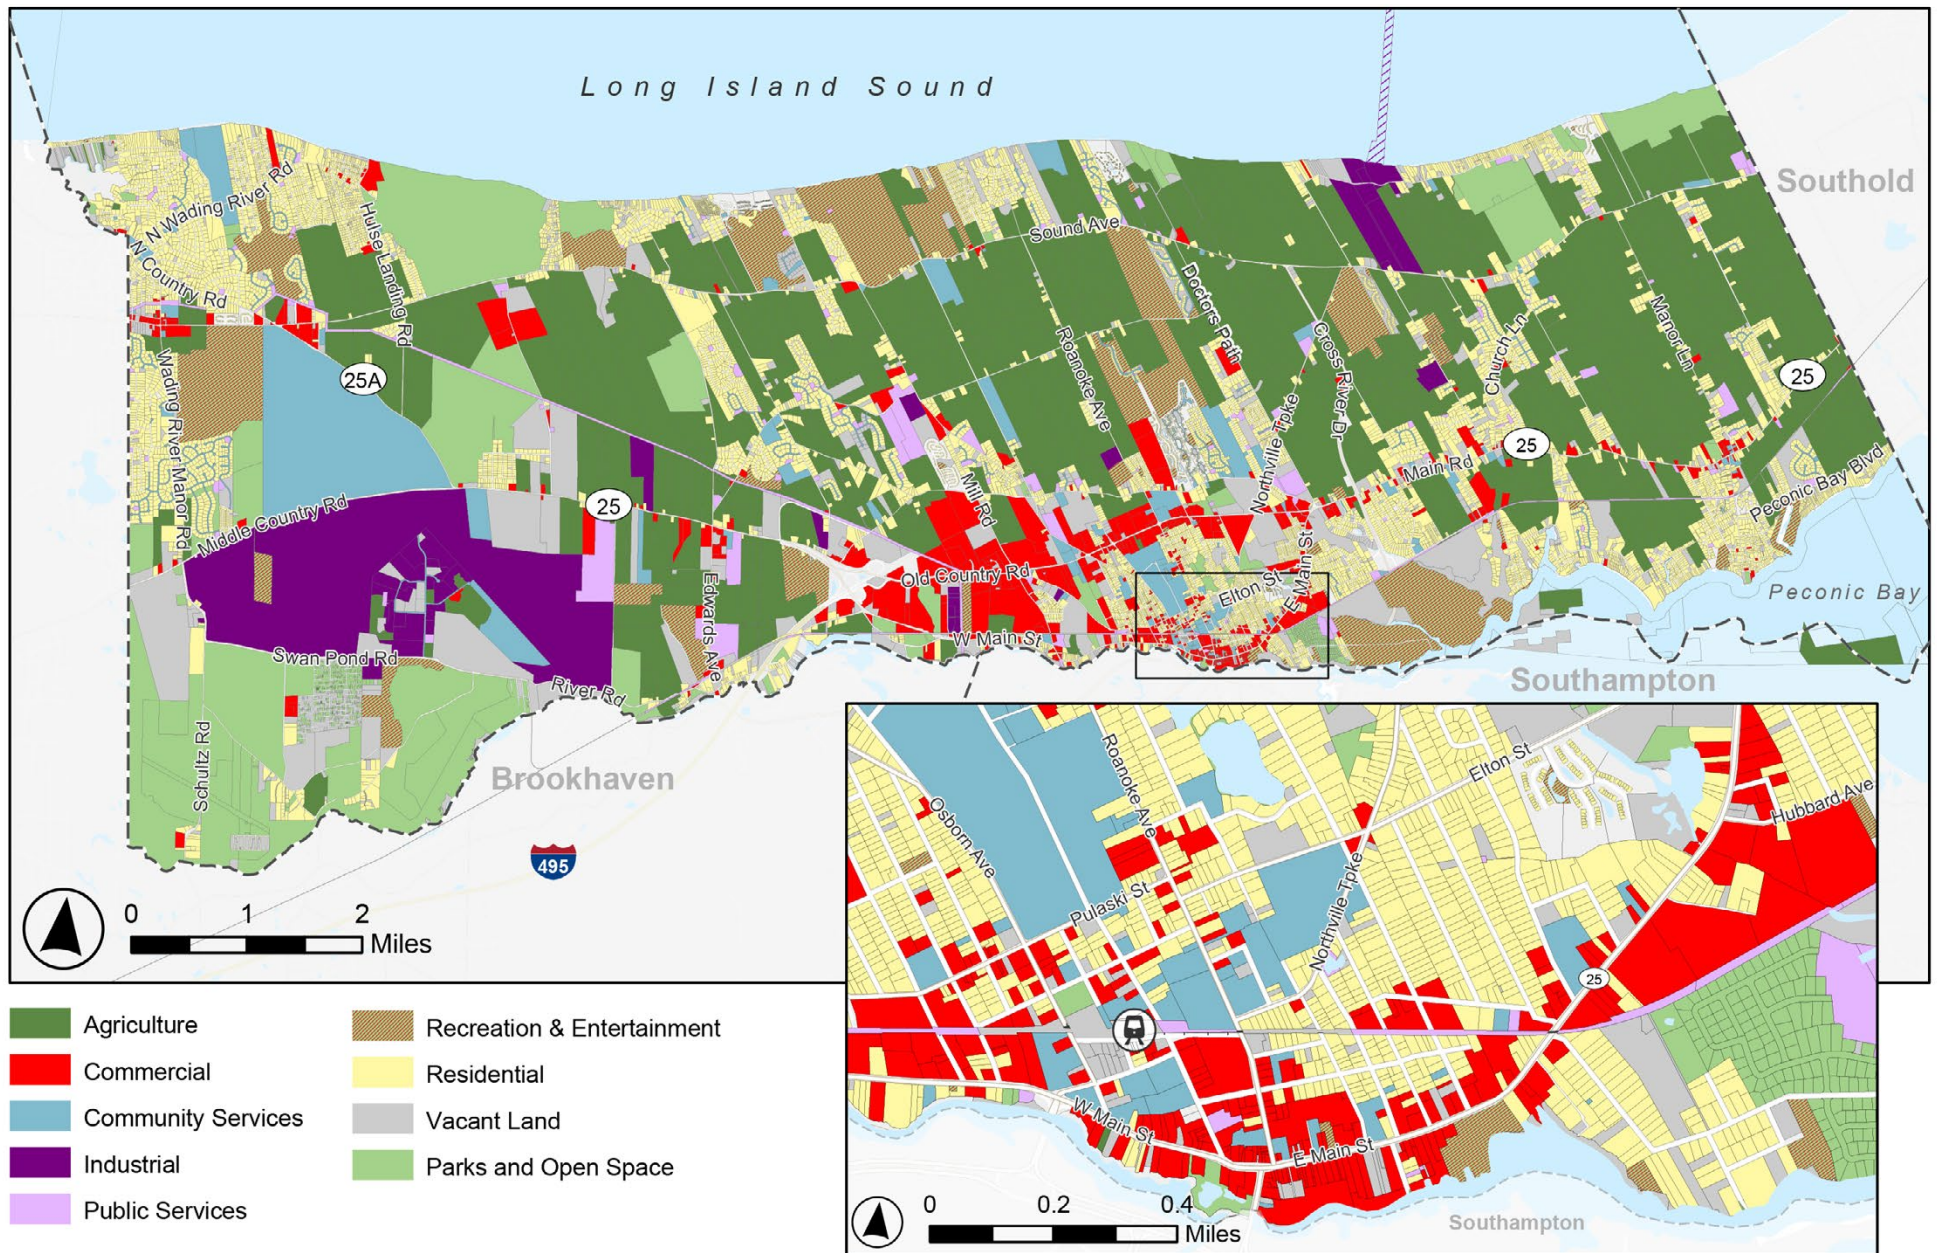 Long Island Sound
Southold
N Wading River Rd
N Country Rd
Hulse Landing Rd
Sound Ave
Doctors Path
Roanoke Ave
Cross River Dr
Church Ln
Manor Ln
25A
25
Wading River Manor Rd
Northville Tpke
25
Main Rd
Mill Rd
Peconic Bay Blvd
25
Middle Country Rd
Old Country Rd
Elton St
E Main St
Edwards Ave
Peconic Bay
W Main St
Swan Pond Rd
River Rd
Southampton
Schultz Rd
Brookhaven
495
0 1 2
Miles
Roanoke Ave
Elton St
Hubbard Ave
Osborn Ave
Pulaski St
Northville Tpke
25
W Main St
E Main St
0 0.2 0.4
Miles
Southampton
Agriculture
Commercial
Community Services
Industrial
Public Services
Recreation & Entertainment
Residential
Vacant Land
Parks and Open Space